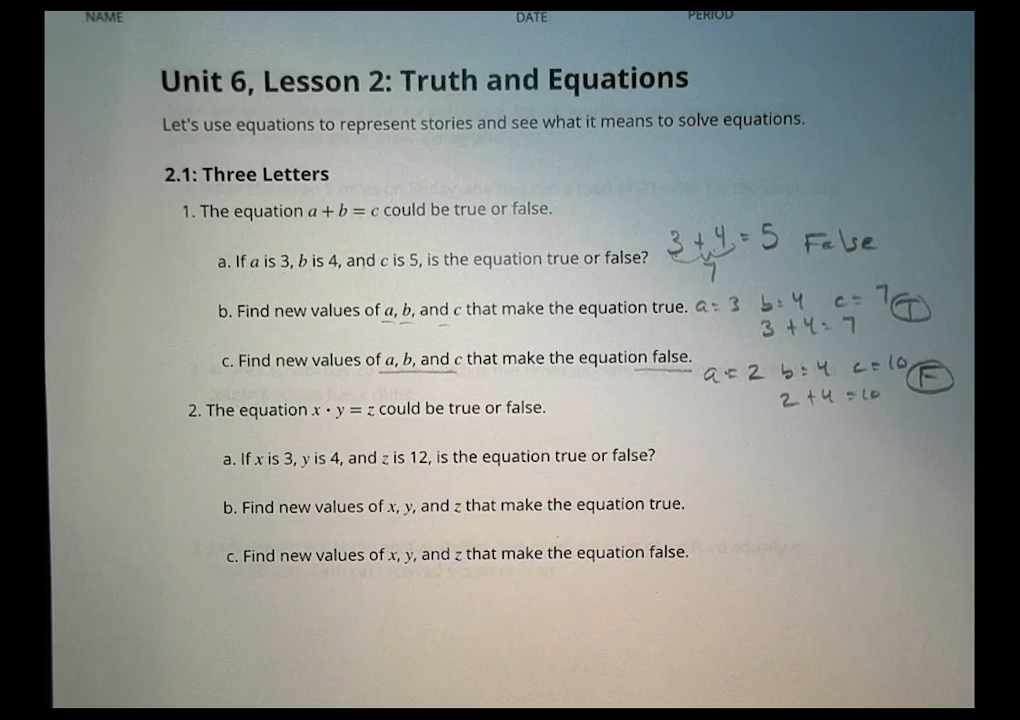 NAME DATE PERIOD
Unit 6, Lesson 2: Truth and Equations
Let's use equations to represent stories and see what it means to solve equations.
2.1: Three Letters
1. The equation a + b = c could be true or false.
a. If a is 3, b is 4, and c is 5, is the equation true or false? 3 + 4 = 5 False
7
b. Find new values of a, b, and c that make the equation true. a = 3 b = 4 c = 7 T
3 + 4 = 7
c. Find new values of a, b, and c that make the equation false. a = 2 b = 4 c = 10 F
2 + 4 = 10
2. The equation x · y = z could be true or false.
a. If x is 3, y is 4, and z is 12, is the equation true or false?
b. Find new values of x, y, and z that make the equation true.
c. Find new values of x, y, and z that make the equation false.